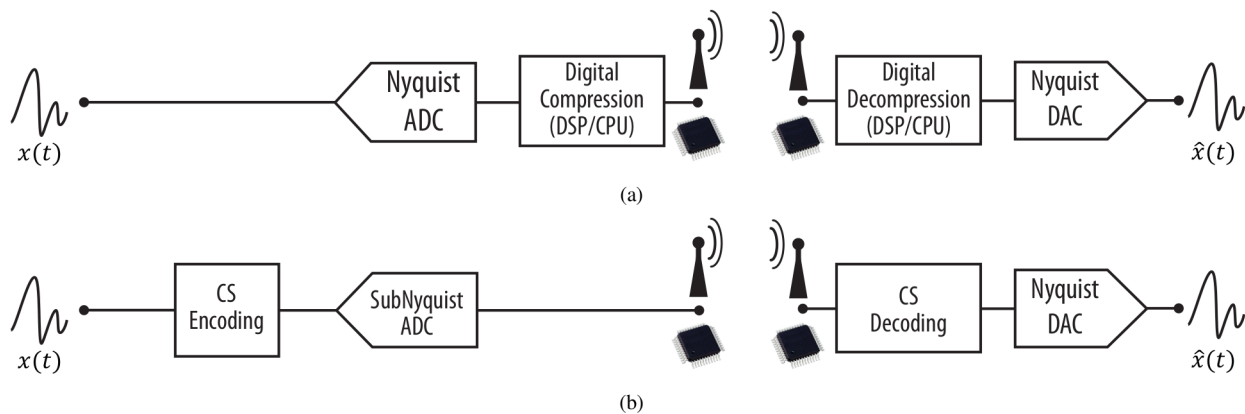 Nyquist
ADC
Digital
Compression
(DSP/CPU)
Digital
Decompression
(DSP/CPU)
Nyquist
DAC
x(t)
x̂(t)
(a)
CS
Encoding
SubNyquist
ADC
CS
Decoding
Nyquist
DAC
x(t)
x̂(t)
(b)